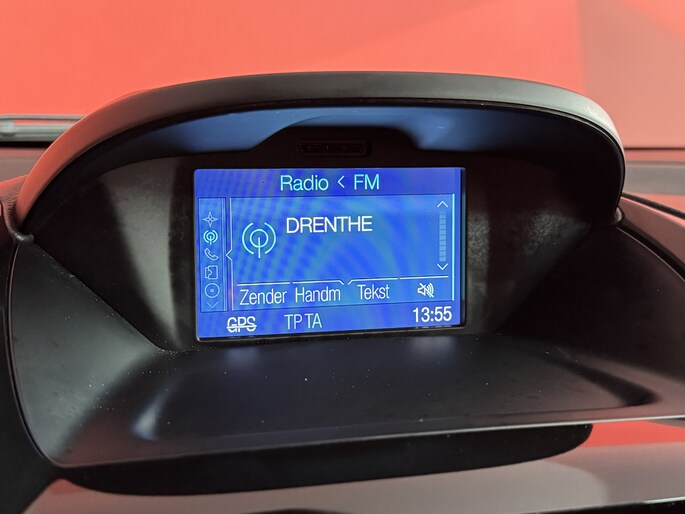 Radio < FM
DRENTHE
Zender Handm Tekst
GPS TP TA 13:55